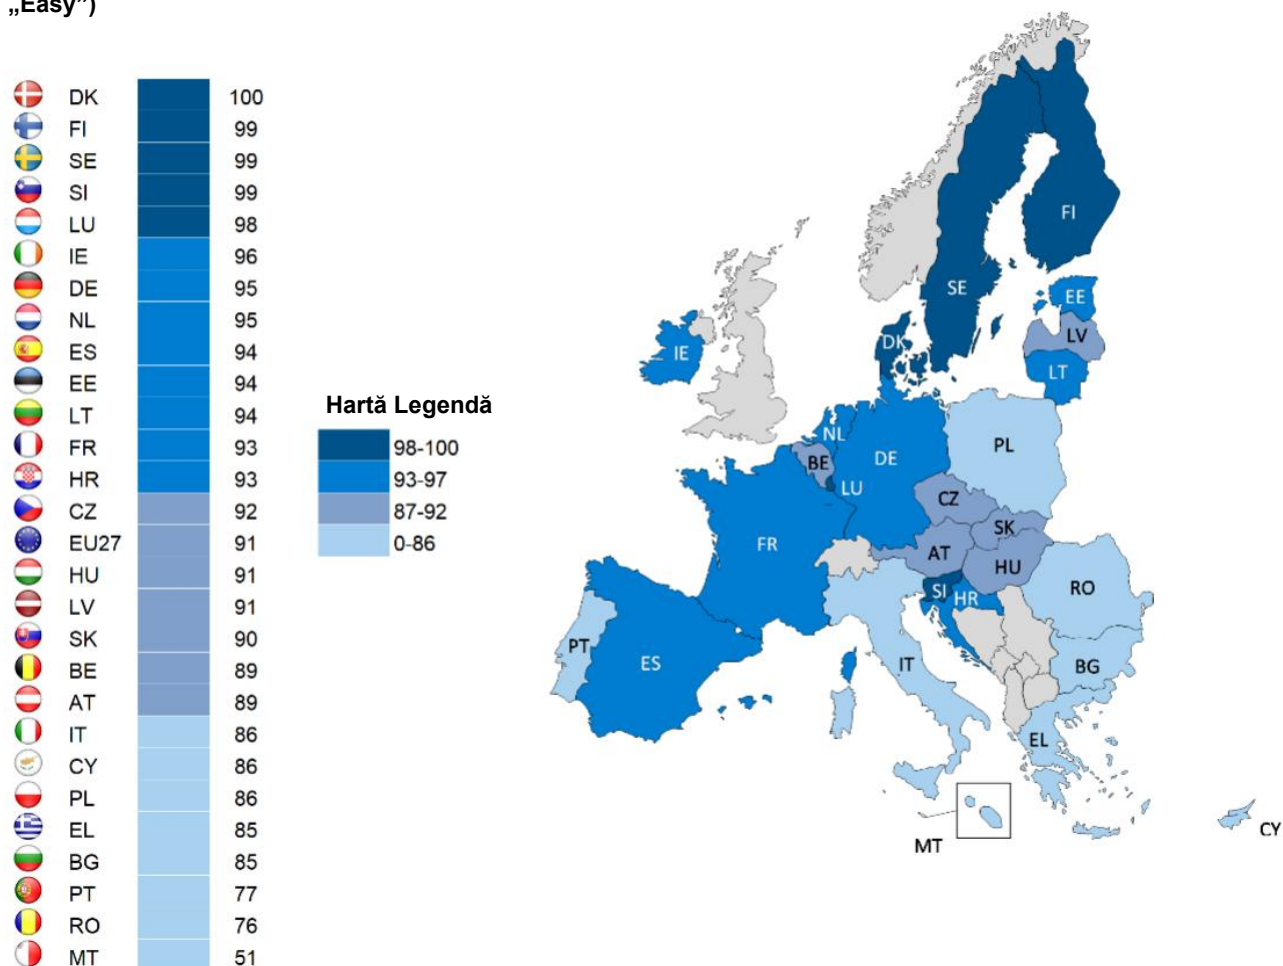 „Easy”)
DK 100
FI 99
SE 99
SI 99
LU 98
IE 96
DE 95
NL 95
ES 94
EE 94
LT 94
FR 93
HR 93
CZ 92
EU27 91
HU 91
LV 91
SK 90
BE 89
AT 89
IT 86
CY 86
PL 86
EL 85
BG 85
PT 77
RO 76
MT 51
Hartă Legendă
98-100
93-97
87-92
0-86
FI
SE
EE
DK
LV
IE
LT
NL
PL
BE
DE
LU
CZ
SK
FR
AT
HU
SI
HR
RO
PT
ES
IT
BG
EL
MT
CY